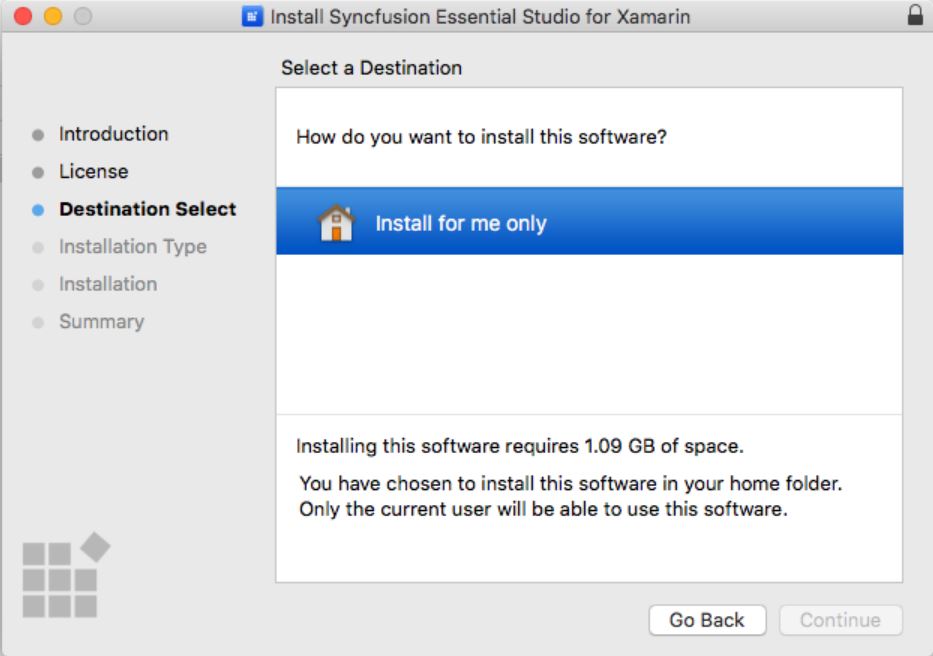 Install Syncfusion Essential Studio for Xamarin
Select a Destination
Introduction
License
Destination Select
Installation Type
Installation
Summary
How do you want to install this software?
Install for me only
Installing this software requires 1.09 GB of space.
You have chosen to install this software in your home folder.
Only the current user will be able to use this software.
Go Back
Continue